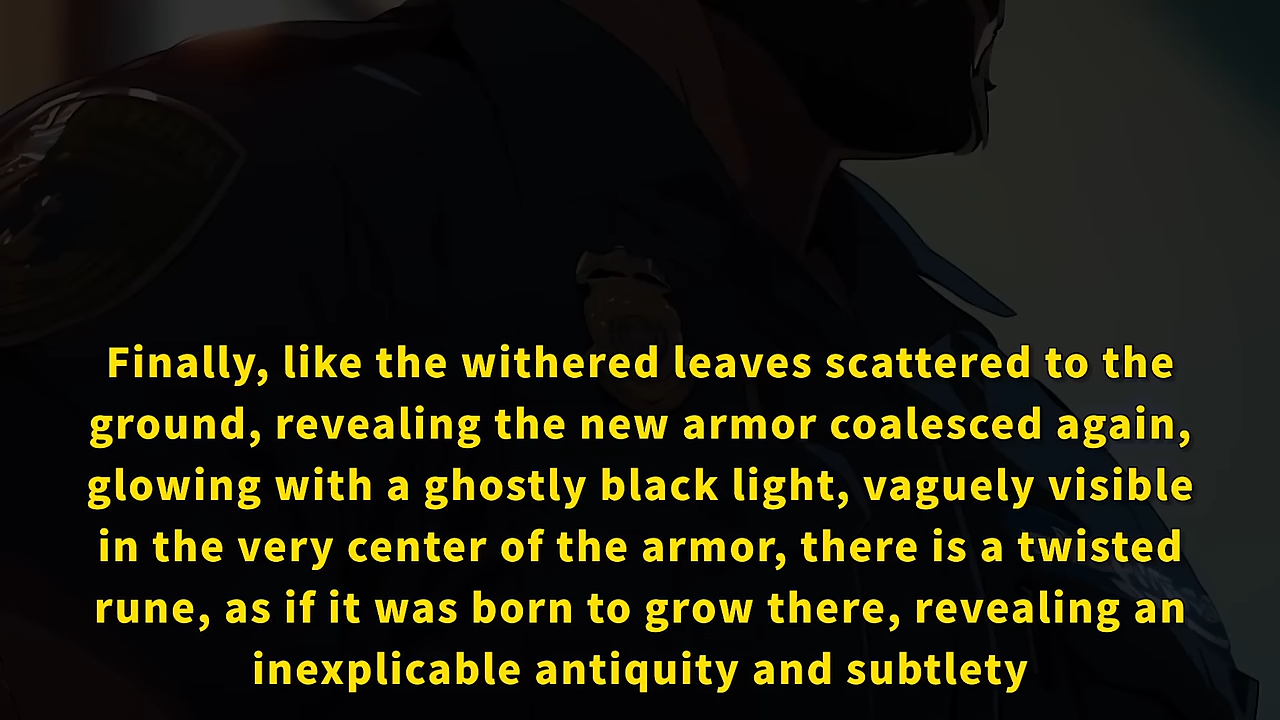 Finally, like the withered leaves scattered to the
ground, revealing the new armor coalesced again,
glowing with a ghostly black light, vaguely visible
in the very center of the armor, there is a twisted
rune, as if it was born to grow there, revealing an
inexplicable antiquity and subtlety